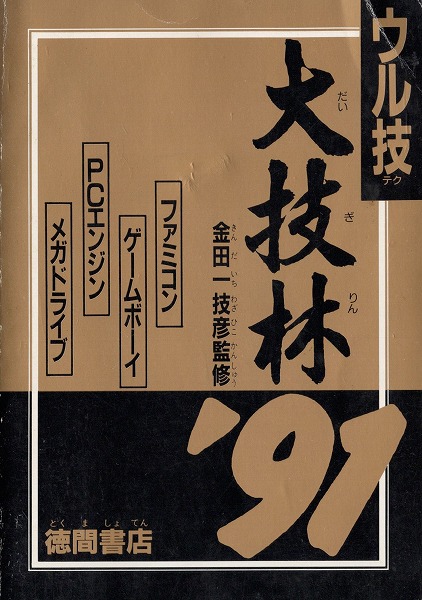 ウル技
テク
大技林
だい ぎ りん
'91
金田一技彦監修
きん だ いち わざ ひこ かんしゅう
ファミコン
ゲームボーイ
PCエンジン
メガドライブ
とく ま しょ てん
徳間書店